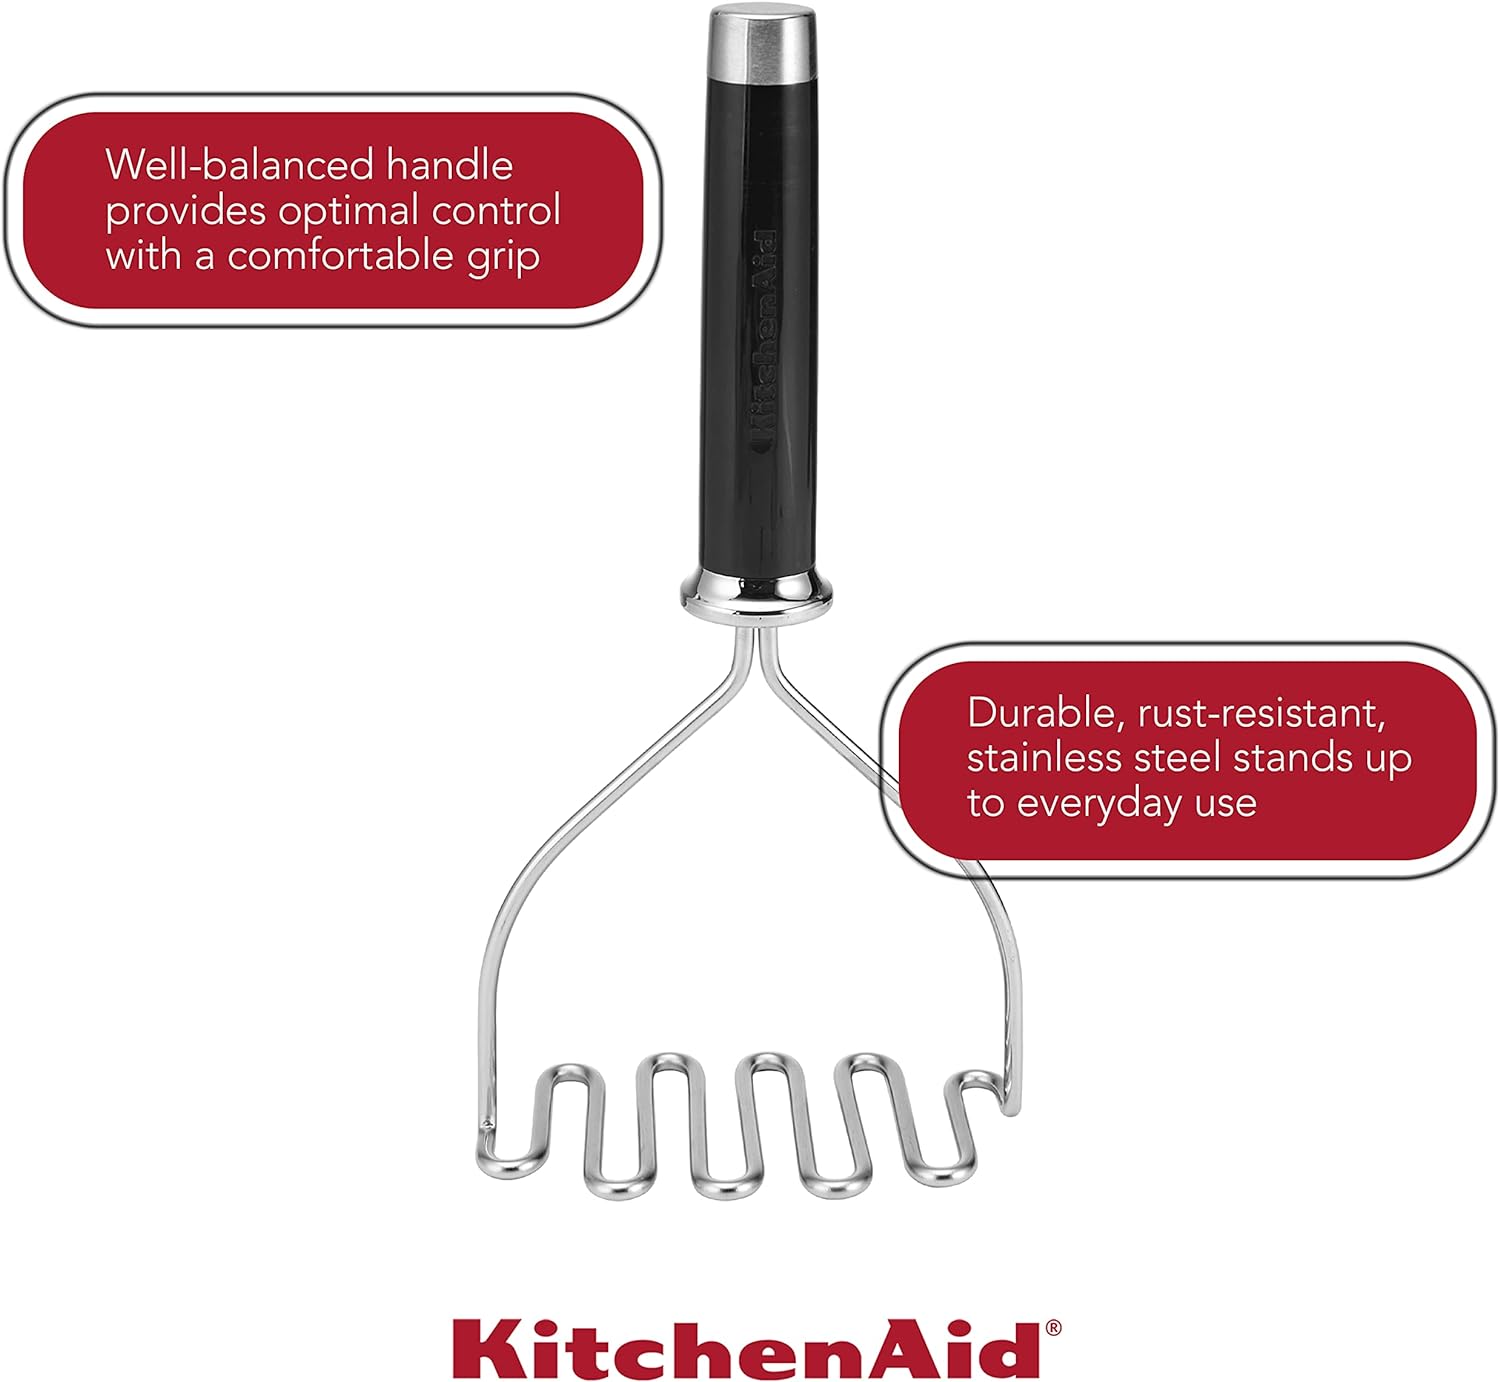 Well-balanced handle
provides optimal control
with a comfortable grip
KitchenAid
Durable, rust-resistant,
stainless steel stands up
to everyday use
KitchenAid®